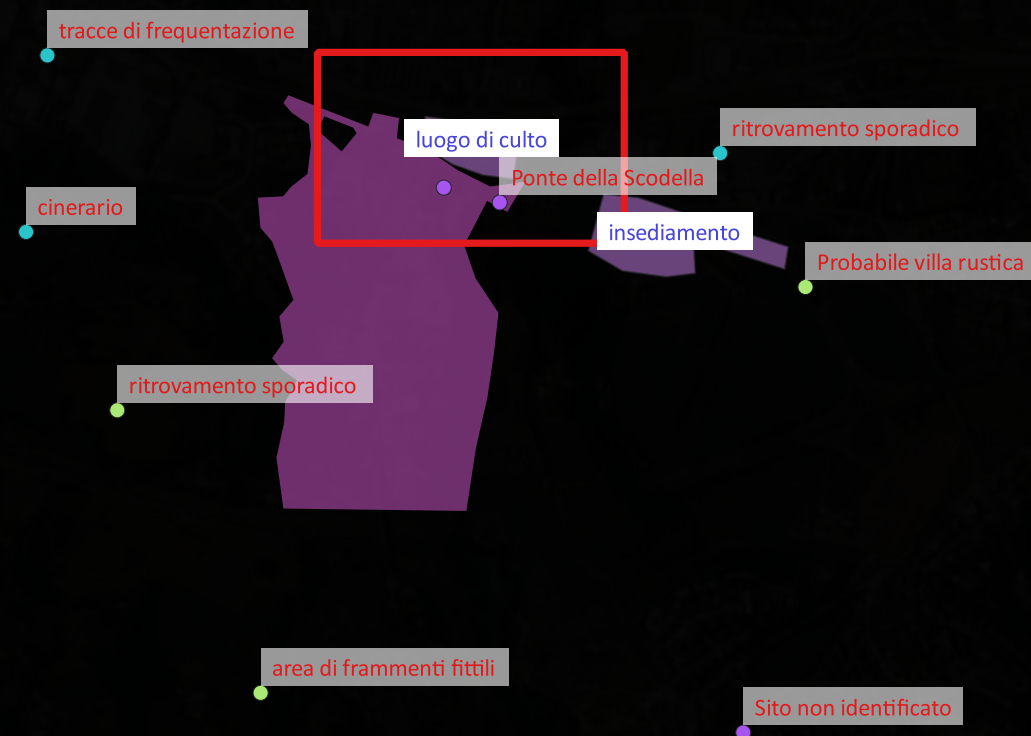 tracce di frequentazione
ritrovamento sporadico
luogo di culto
Ponte della Scodella
cinerario
insediamento
Probabile villa rustica
ritrovamento sporadico
area di frammenti fittili
Sito non identificato